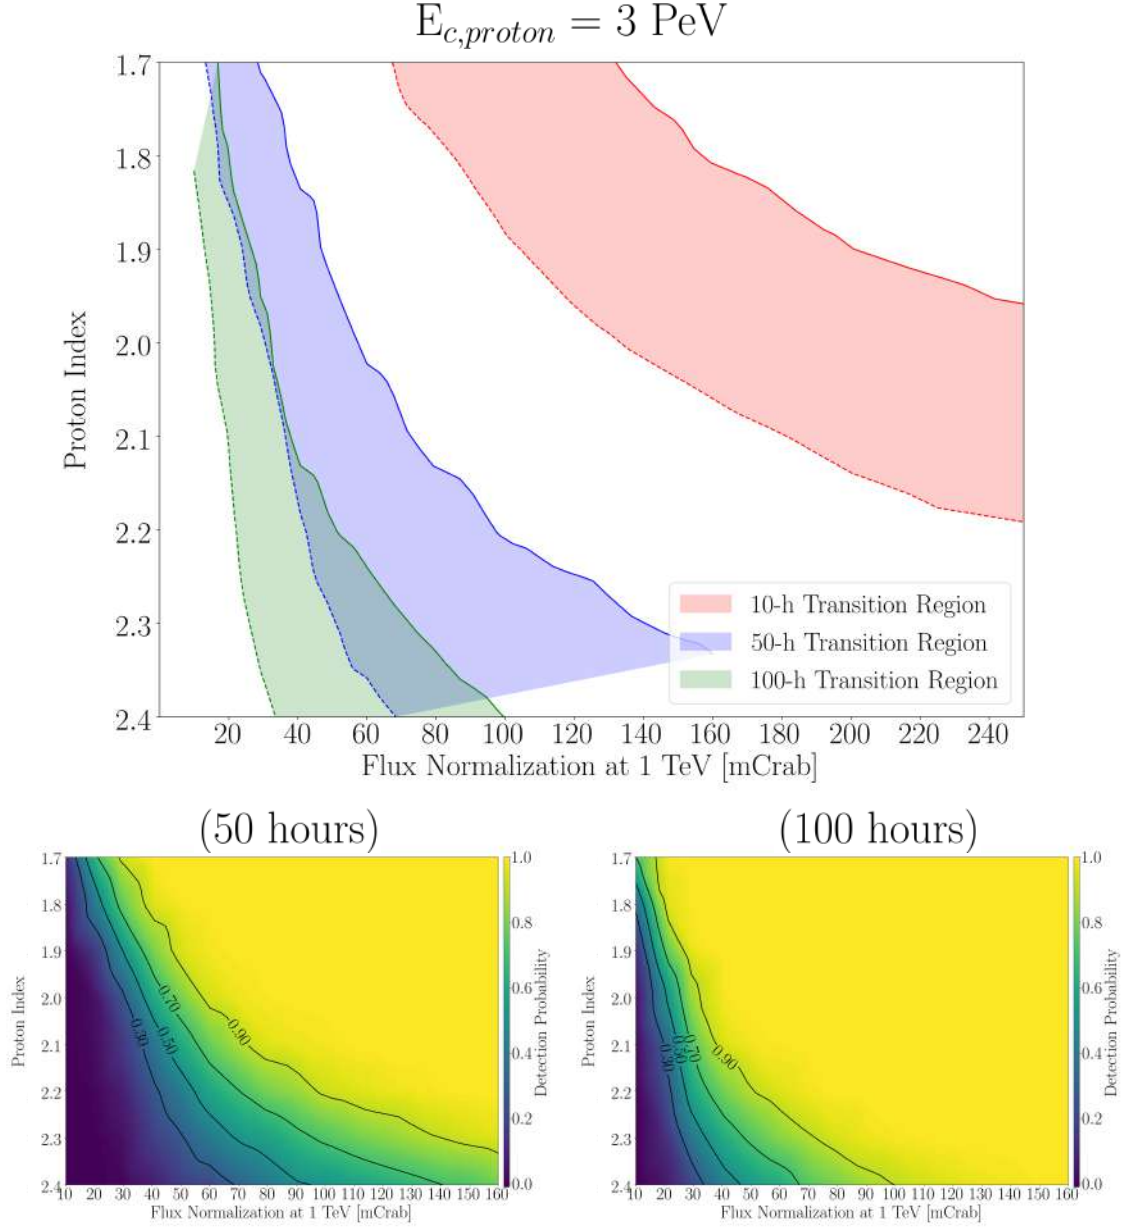 E_{c,proton} = 3 PeV
1.7
1.8
1.9
2.0
2.1
2.2
2.3
2.4
Proton Index
10-h Transition Region
50-h Transition Region
100-h Transition Region
20 40 60 80 100 120 140 160 180 200 220 240
Flux Normalization at 1 TeV [mCrab]
(50 hours)
1.7
1.8
1.9
2.0
2.1
2.2
2.3
2.4
Proton Index
0.30
0.50
0.70
0.90
10 20 30 40 50 60 70 80 90 100 110 120 130 140 150 160
Flux Normalization at 1 TeV [mCrab]
1.0
0.8
0.6
0.4
0.2
0.0
Detection Probability
(100 hours)
1.7
1.8
1.9
2.0
2.1
2.2
2.3
2.4
Proton Index
0.30
0.50
0.70
0.90
10 20 30 40 50 60 70 80 90 100 110 120 130 140 150 160
Flux Normalization at 1 TeV [mCrab]
1.0
0.8
0.6
0.4
0.2
0.0
Detection Probability